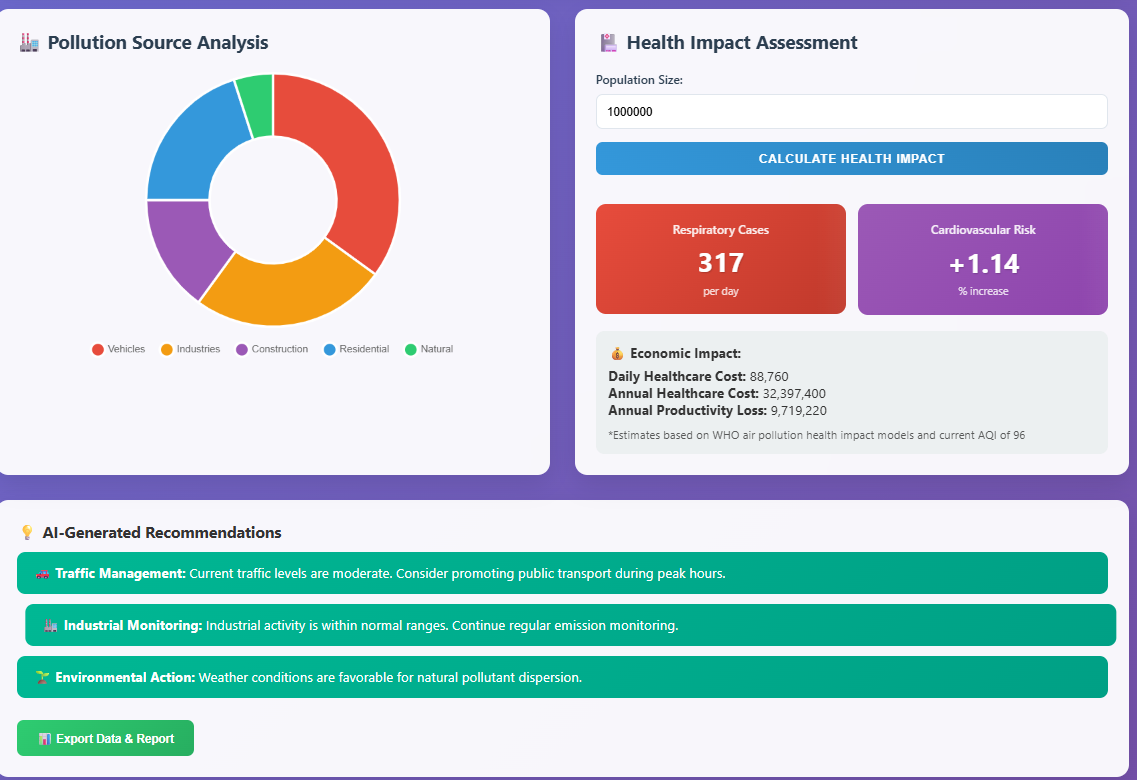 Pollution Source Analysis
Vehicles Industries Construction Residential Natural
Health Impact Assessment
Population Size:
1000000
CALCULATE HEALTH IMPACT
Respiratory Cases
317
per day
Cardiovascular Risk
+1.14
% increase
Economic Impact:
Daily Healthcare Cost: 88,760
Annual Healthcare Cost: 32,397,400
Annual Productivity Loss: 9,719,220
*Estimates based on WHO air pollution health impact models and current AQI of 96
AI-Generated Recommendations
Traffic Management: Current traffic levels are moderate. Consider promoting public transport during peak hours.
Industrial Monitoring: Industrial activity is within normal ranges. Continue regular emission monitoring.
Environmental Action: Weather conditions are favorable for natural pollutant dispersion.
Export Data & Report